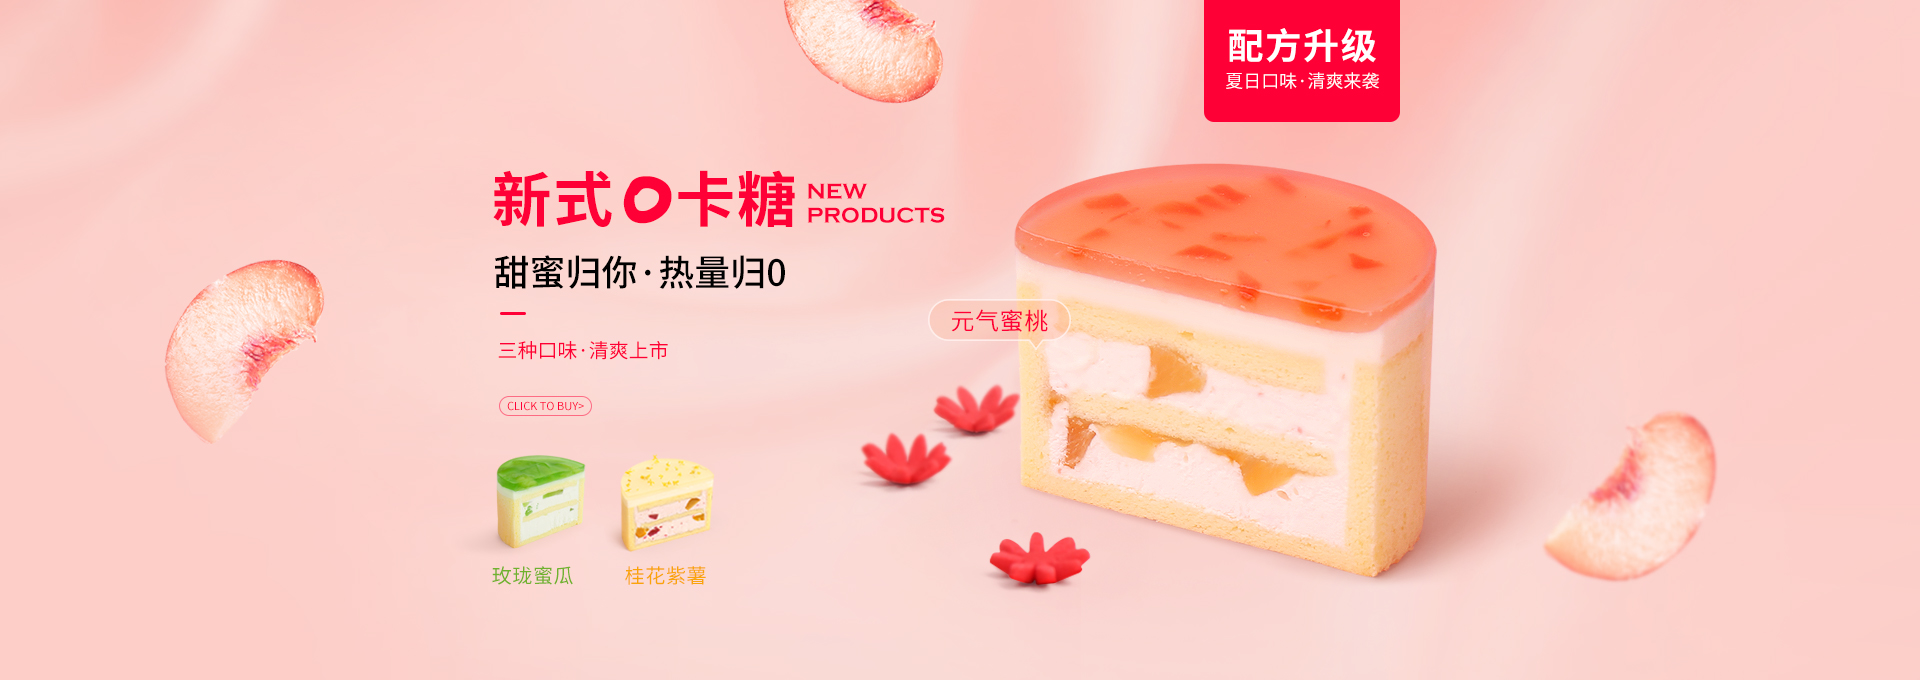 配方升级
夏日口味·清爽来袭
新式0卡糖
NEW
PRODUCTS
甜蜜归你·热量归0
元气蜜桃
三种口味·清爽上市
CLICK TO BUY>
玫珑蜜瓜
桂花紫薯